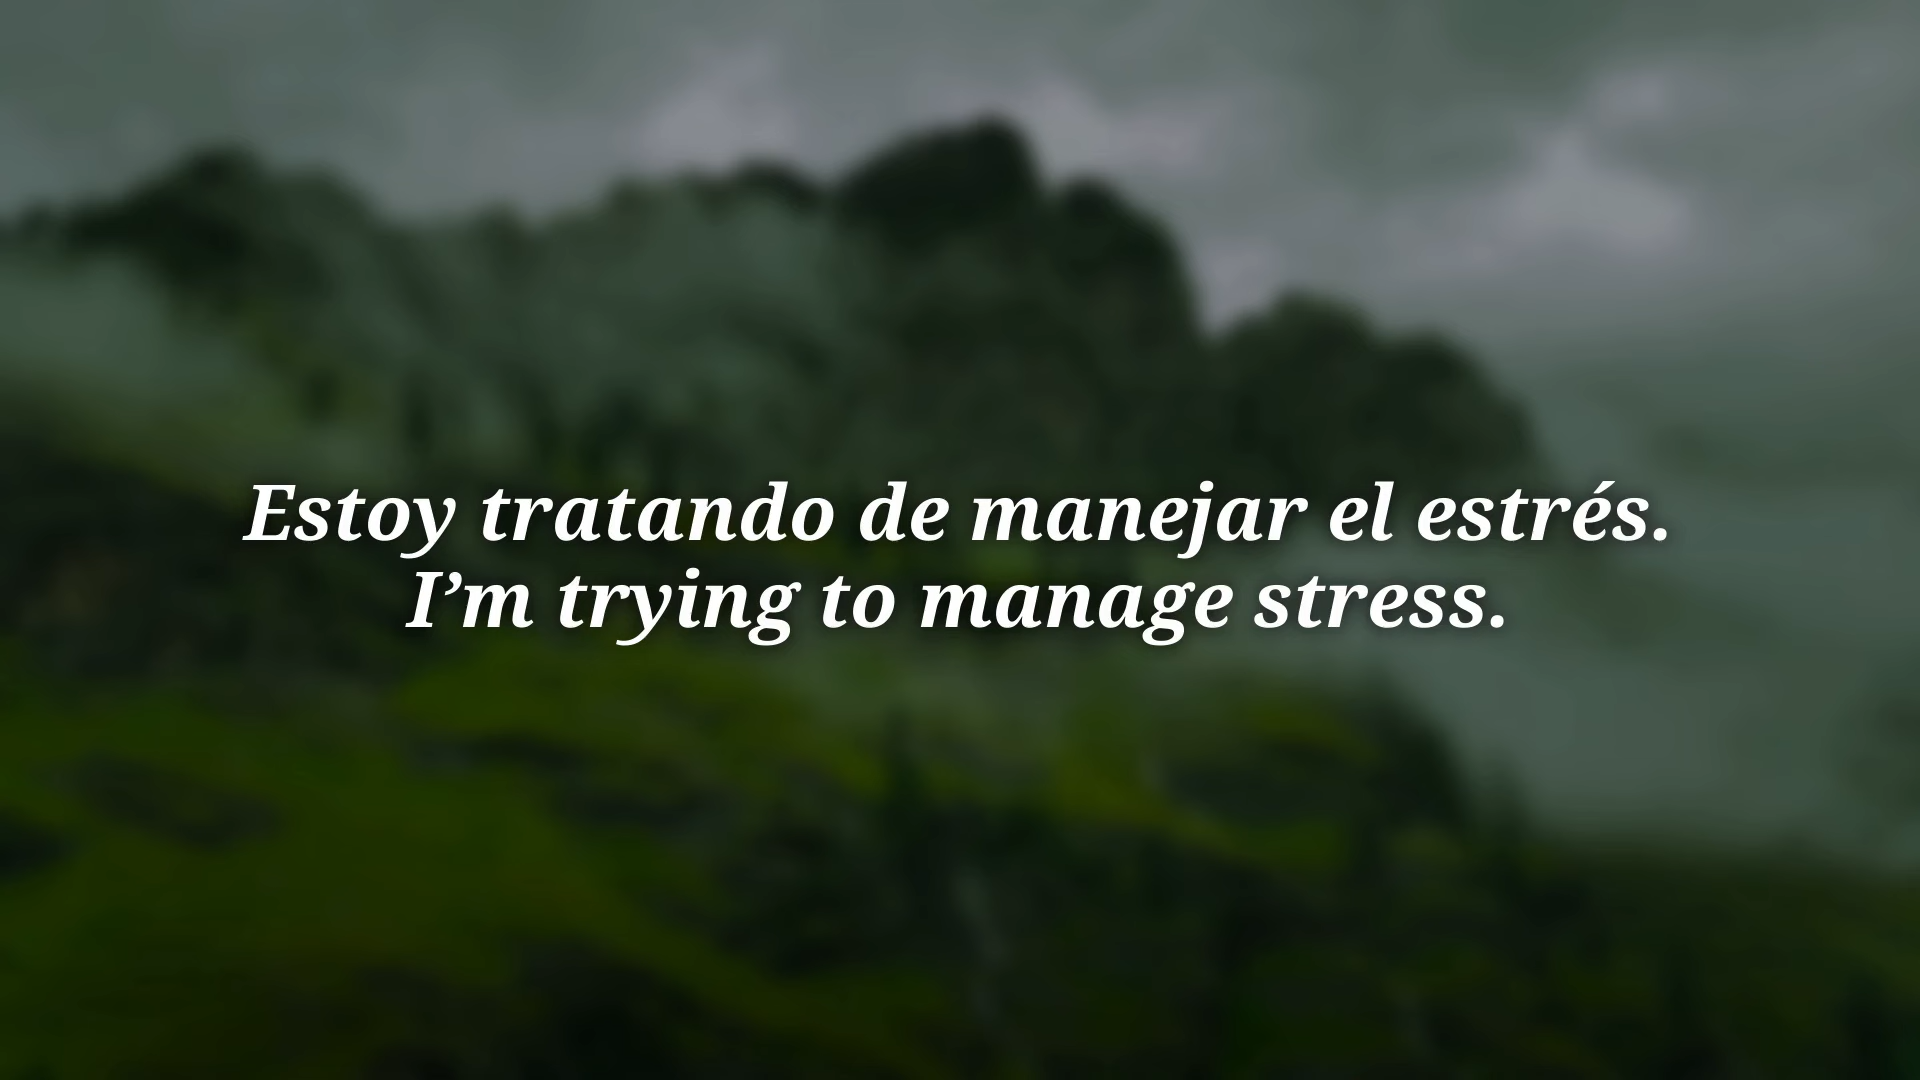 Estoy tratando de manejar el estrés.
I’m trying to manage stress.